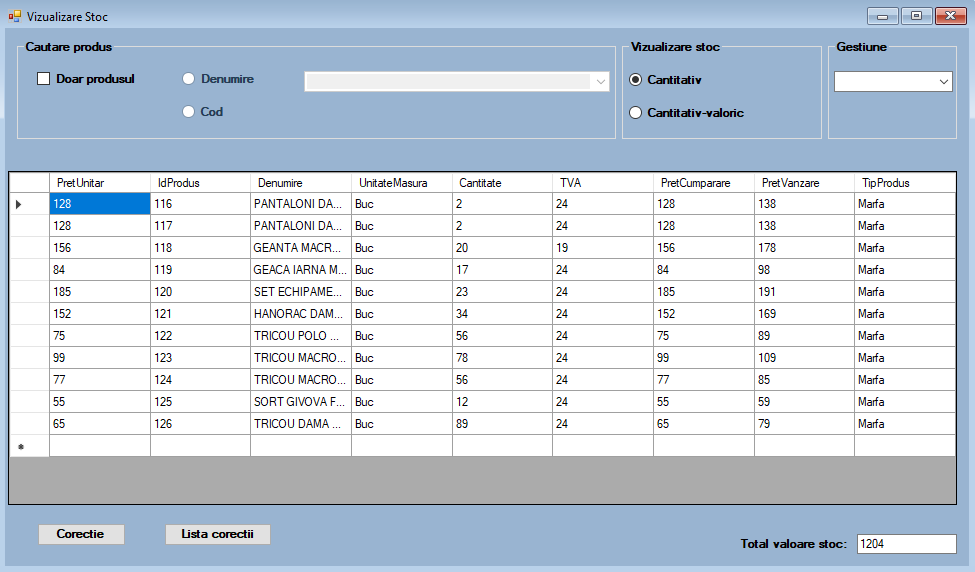 Vizualizare Stoc
Cautare produs
Doar produsul
Denumire
Cod
Vizualizare stoc
Cantitativ
Cantitativ-valoric
Gestiune
PretUnitar IdProdus Denumire UnitateMasura Cantitate TVA PretCumparare PretVanzare TipProdus
128 116 PANTALONI DA... Buc 2 24 128 138 Marfa
128 117 PANTALONI DA... Buc 2 24 128 138 Marfa
156 118 GEANTA MACR... Buc 20 19 156 178 Marfa
84 119 GEACA IARNA M... Buc 17 24 84 98 Marfa
185 120 SET ECHIPAME... Buc 23 24 185 191 Marfa
152 121 HANORAC DAM... Buc 34 24 152 169 Marfa
75 122 TRICOU POLO ... Buc 56 24 75 89 Marfa
99 123 TRICOU MACRO... Buc 78 24 99 109 Marfa
77 124 TRICOU MACRO... Buc 56 24 77 85 Marfa
55 125 SORT GIVOVA F... Buc 12 24 55 59 Marfa
65 126 TRICOU DAMA ... Buc 89 24 65 79 Marfa
Corectie
Lista corectii
Total valoare stoc: 1204